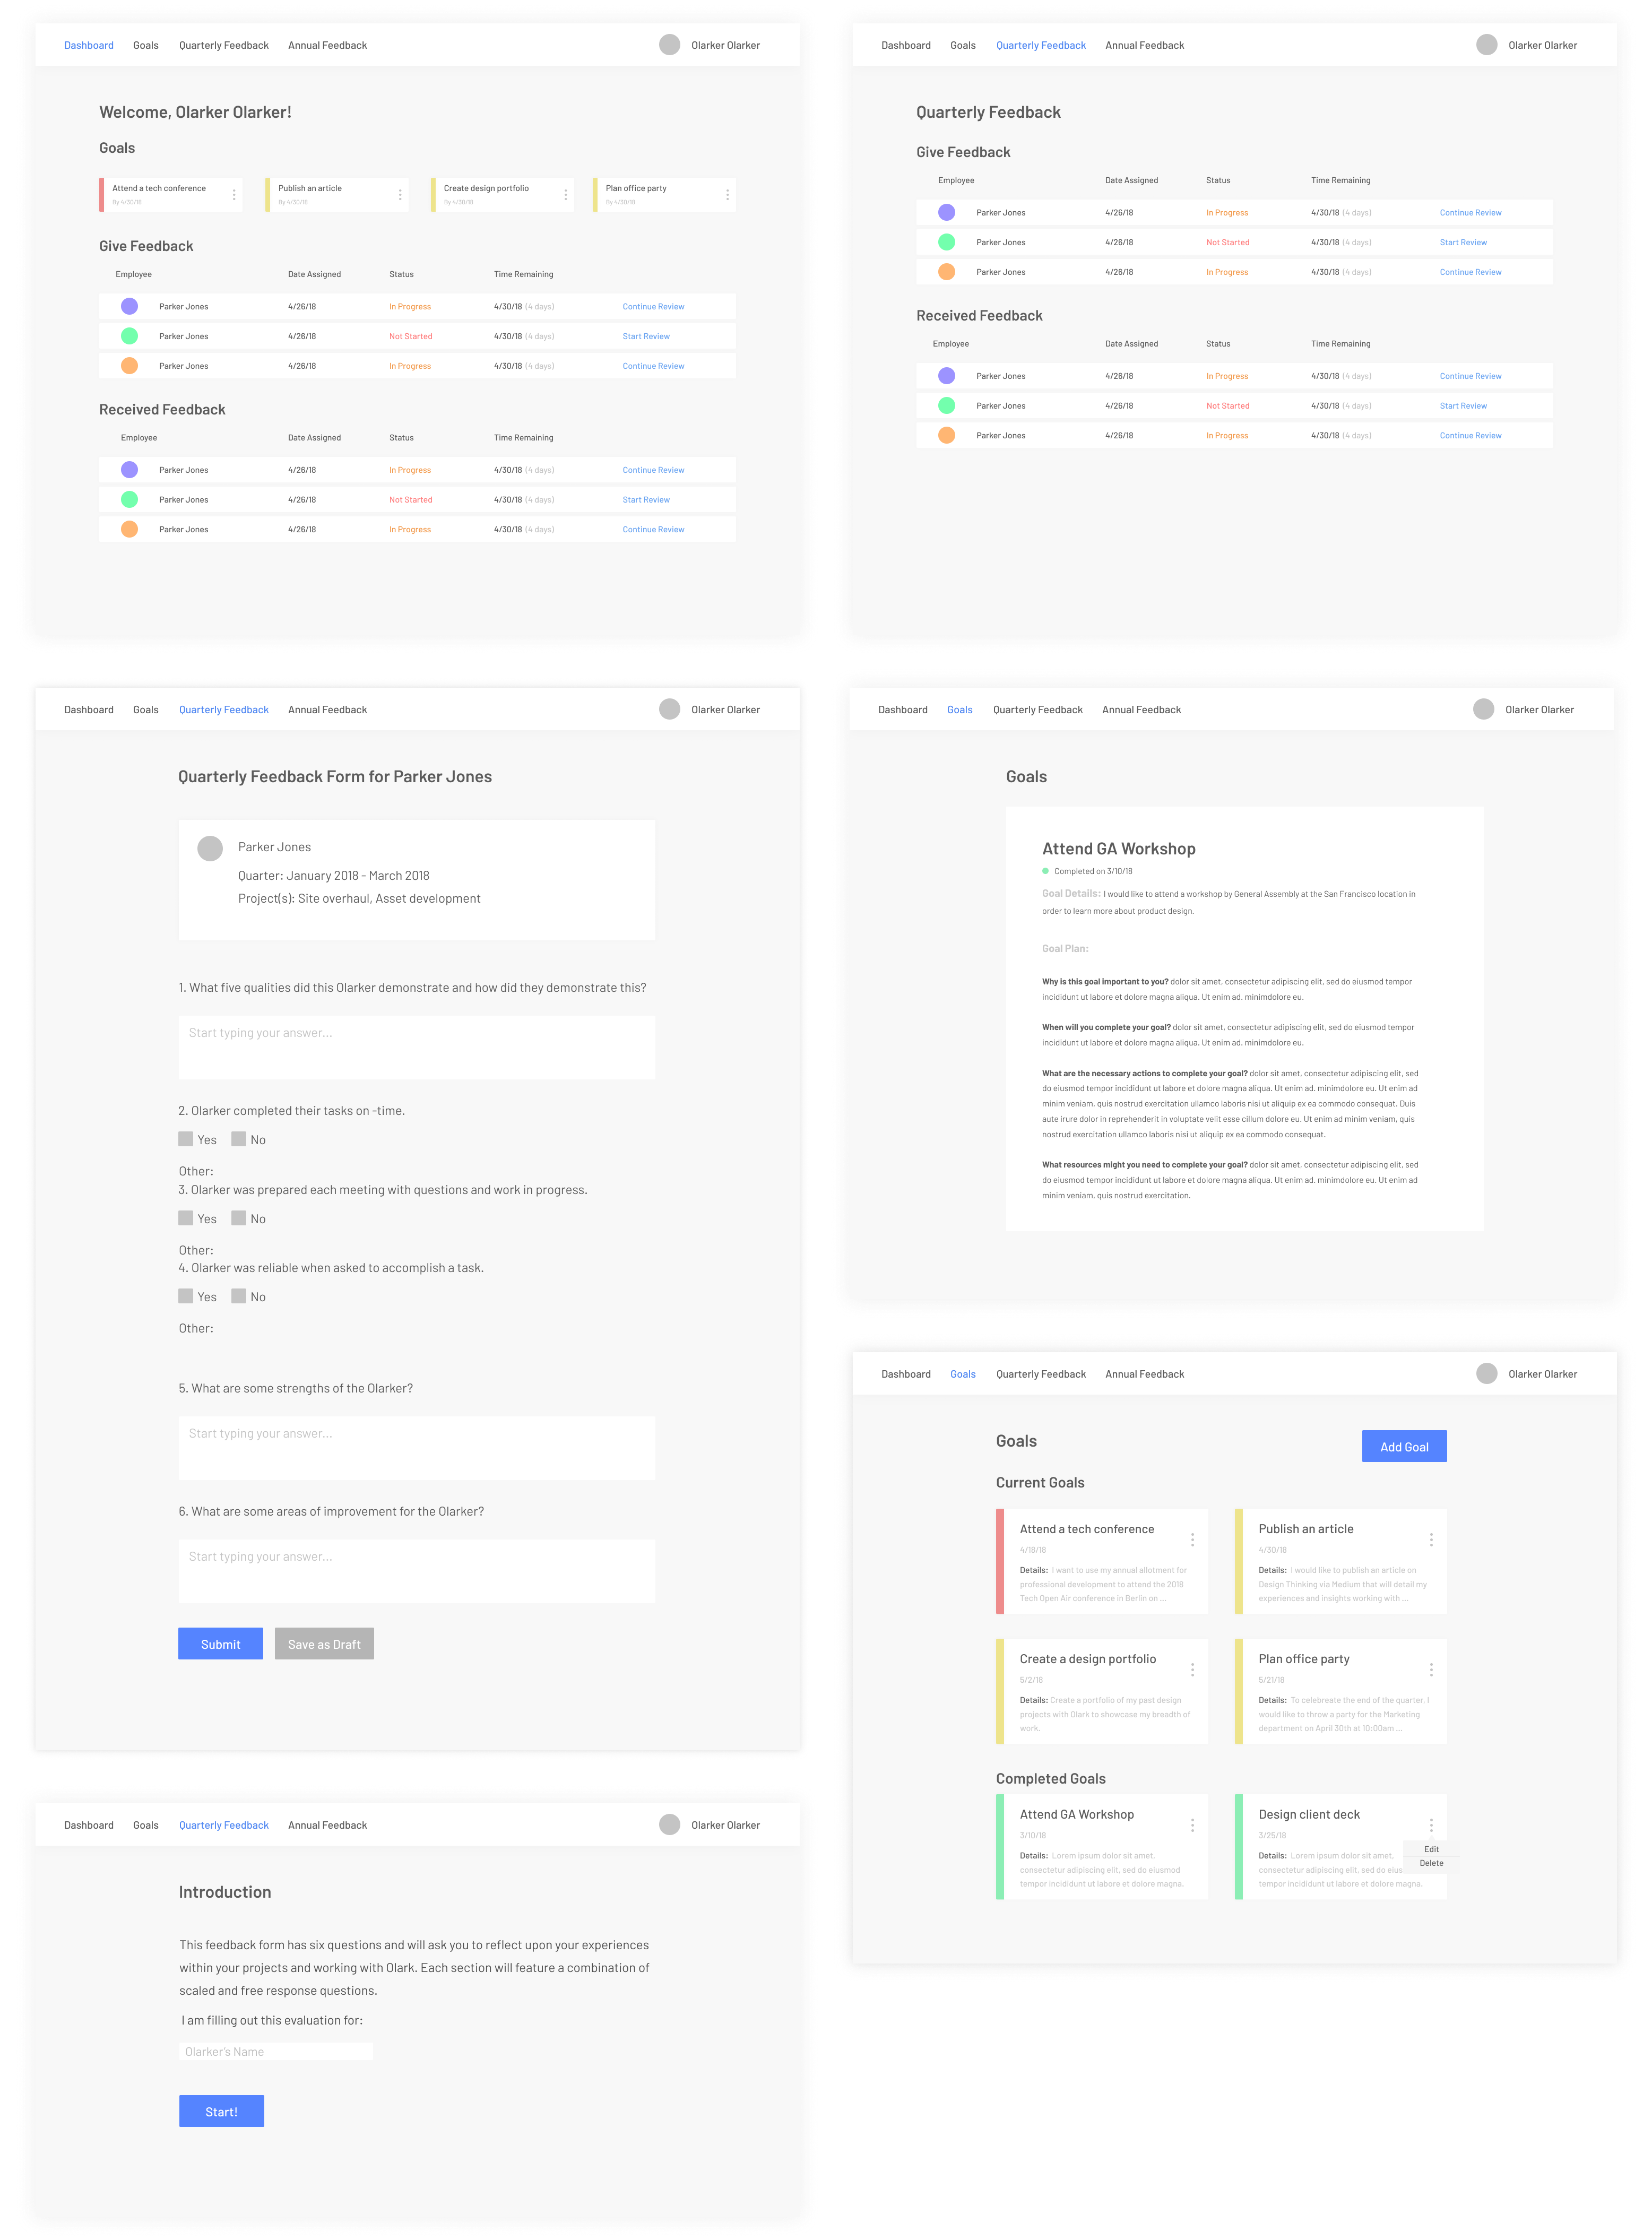 Dashboard Goals Quarterly Feedback Annual Feedback Olarker Olarker
Welcome, Olarker Olarker!
Goals
Attend a tech conference
By 4/30/18
Publish an article
By 4/30/18
Create design portfolio
By 4/30/18
Plan office party
By 4/30/18
Give Feedback
Employee Date Assigned Status Time Remaining
Parker Jones 4/26/18 In Progress 4/30/18 (4 days) Continue Review
Parker Jones 4/26/18 Not Started 4/30/18 (4 days) Start Review
Parker Jones 4/26/18 In Progress 4/30/18 (4 days) Continue Review
Received Feedback
Employee Date Assigned Status Time Remaining
Parker Jones 4/26/18 In Progress 4/30/18 (4 days) Continue Review
Parker Jones 4/26/18 Not Started 4/30/18 (4 days) Start Review
Parker Jones 4/26/18 In Progress 4/30/18 (4 days) Continue Review
Dashboard Goals Quarterly Feedback Annual Feedback Olarker Olarker
Quarterly Feedback
Give Feedback
Employee Date Assigned Status Time Remaining
Parker Jones 4/26/18 In Progress 4/30/18 (4 days) Continue Review
Parker Jones 4/26/18 Not Started 4/30/18 (4 days) Start Review
Parker Jones 4/26/18 In Progress 4/30/18 (4 days) Continue Review
Received Feedback
Employee Date Assigned Status Time Remaining
Parker Jones 4/26/18 In Progress 4/30/18 (4 days) Continue Review
Parker Jones 4/26/18 Not Started 4/30/18 (4 days) Start Review
Parker Jones 4/26/18 In Progress 4/30/18 (4 days) Continue Review
Dashboard Goals Quarterly Feedback Annual Feedback Olarker Olarker
Quarterly Feedback Form for Parker Jones
Parker Jones
Quarter: January 2018 - March 2018
Project(s): Site overhaul, Asset development
1. What five qualities did this Olarker demonstrate and how did they demonstrate this?
Start typing your answer...
2. Olarker completed their tasks on -time.
Yes No
Other:
3. Olarker was prepared each meeting with questions and work in progress.
Yes No
Other:
4. Olarker was reliable when asked to accomplish a task.
Yes No
Other:
5. What are some strengths of the Olarker?
Start typing your answer...
6. What are some areas of improvement for the Olarker?
Start typing your answer...
Submit Save as Draft
Dashboard Goals Quarterly Feedback Annual Feedback Olarker Olarker
Goals
Attend GA Workshop
Completed on 3/10/18
Goal Details: I would like to attend a workshop by General Assembly at the San Francisco location in
order to learn more about product design.
Goal Plan:
Why is this goal important to you? dolor sit amet, consectetur adipiscing elit, sed do eiusmod tempor
incididunt ut labore et dolore magna aliqua. Ut enim ad. minimdolore eu.
When will you complete your goal? dolor sit amet, consectetur adipiscing elit, sed do eiusmod tempor
incididunt ut labore et dolore magna aliqua. Ut enim ad. minimdolore eu.
What are the necessary actions to complete your goal? dolor sit amet, consectetur adipiscing elit, sed
do eiusmod tempor incididunt ut labore et dolore magna aliqua. Ut enim ad. minimdolore eu. Ut enim ad
minim veniam, quis nostrud exercitation ullamco laboris nisi ut aliquip ex ea commodo consequat. Duis
aute irure dolor in reprehenderit in voluptate velit esse cillum dolore eu. Ut enim ad minim veniam, quis
nostrud exercitation ullamco laboris nisi ut aliquip ex ea commodo consequat.
What resources might you need to complete your goal? dolor sit amet, consectetur adipiscing elit, sed
do eiusmod tempor incididunt ut labore et dolore magna aliqua. Ut enim ad. minimdolore eu. Ut enim ad
minim veniam, quis nostrud exercitation.
Dashboard Goals Quarterly Feedback Annual Feedback Olarker Olarker
Goals
Add Goal
Current Goals
Attend a tech conference
4/16/18
Details: I want to use my annual allotment for
professional development to attend the 2018
Tech Open Air conference in Berlin on ...
Publish an article
4/30/18
Details: I would like to publish an article on
Design Thinking via Medium that will detail my
experiences and insights working with ...
Create a design portfolio
5/2/18
Details: Create a portfolio of my past design
projects with Olark to showcase my breadth of
work.
Plan office party
5/21/18
Details: To celebreate the end of the quarter, I
would like to throw a party for the Marketing
department on April 30th at 10:00am ...
Completed Goals
Attend GA Workshop
3/10/18
Details: Lorem ipsum dolor sit amet,
consectetur adipiscing elit, sed do eiusmod
tempor incididunt ut labore et dolore magna.
Design client deck
3/25/18
Details: Lorem ipsum dolor sit amet,
consectetur adipiscing elit, sed do eius
tempor incididunt ut labore et dolore magna.
Edit
Delete
Dashboard Goals Quarterly Feedback Annual Feedback Olarker Olarker
Introduction
This feedback form has six questions and will ask you to reflect upon your experiences
within your projects and working with Olark. Each section will feature a combination of
scaled and free response questions.
I am filling out this evaluation for:
Olarker's Name
Start!